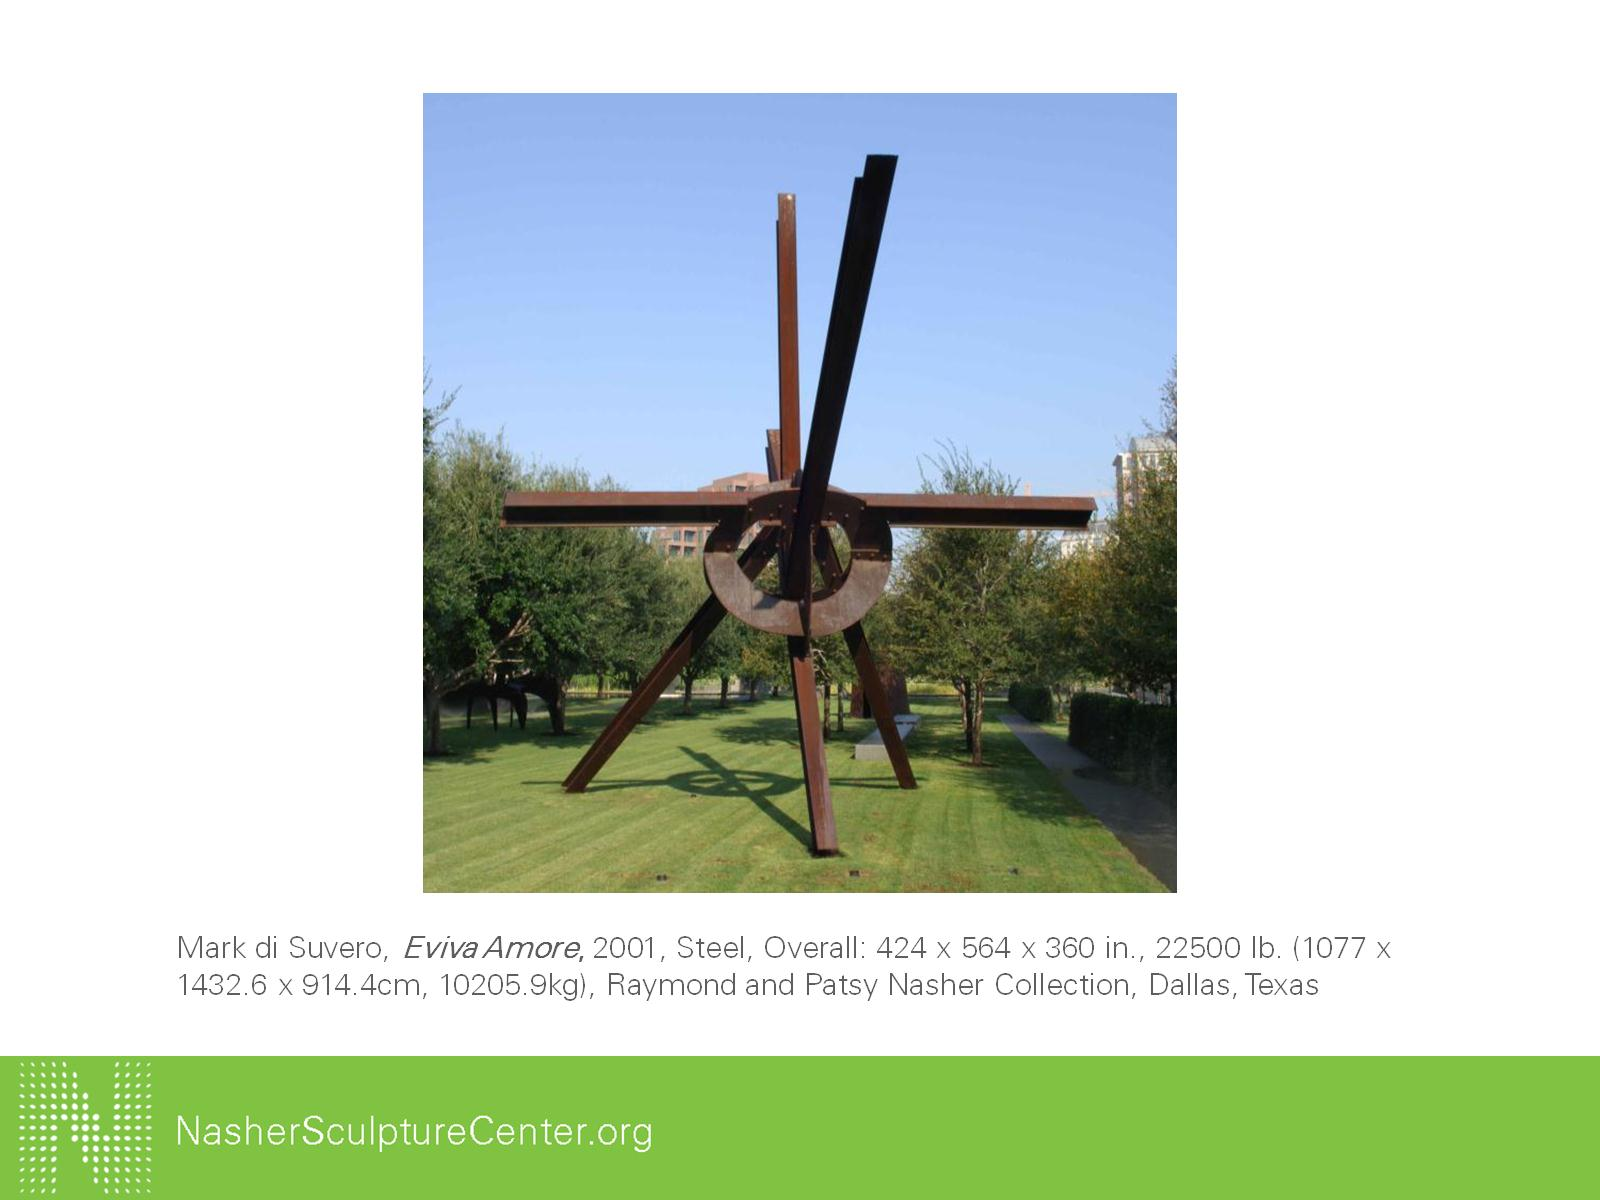 Mark di Suvero, Eviva Amore, 2001, Steel, Overall: 424 x 564 x 360 in., 22500 lb. (1077 x
1432.6 x 914.4cm, 10205.9kg), Raymond and Patsy Nasher Collection, Dallas, Texas
N
NasherSculptureCenter.org